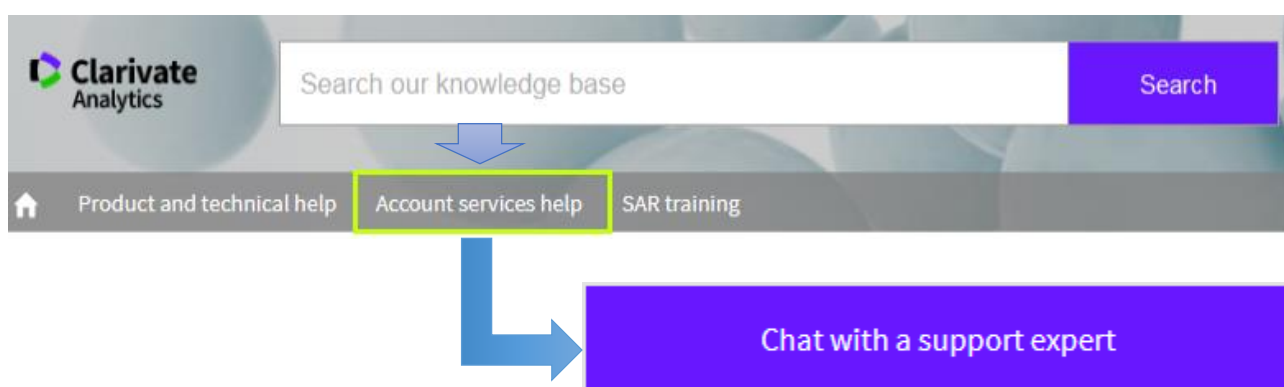 Clarivate
Analytics
Search our knowledge base
Search
Product and technical help
Account services help
SAR training
Chat with a support expert